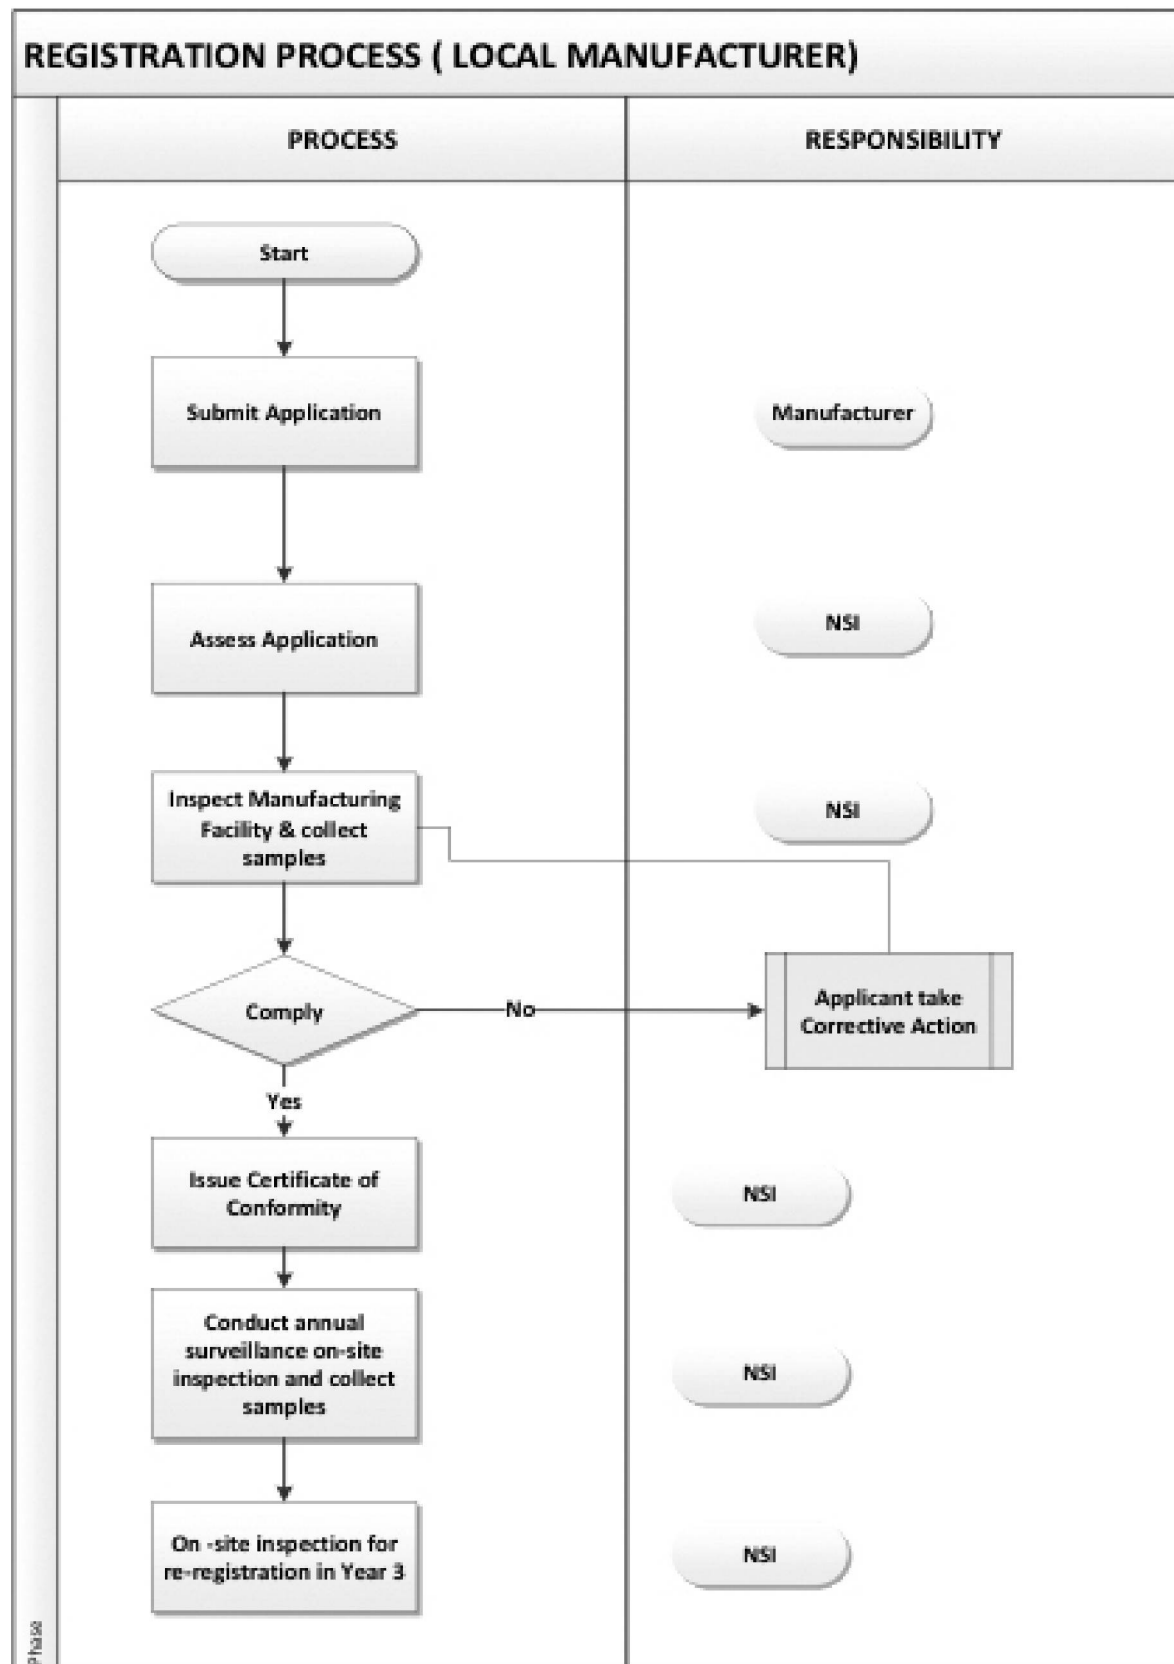 REGISTRATION PROCESS ( LOCAL MANUFACTURER)
PROCESS
RESPONSIBILITY
Start
Submit Application
Manufacturer
Assess Application
NSI
Inspect Manufacturing
Facility & collect
samples
NSI
Comply
No
Applicant take
Corrective Action
Yes
Issue Certificate of
Conformity
NSI
Conduct annual
surveillance on-site
inspection and collect
samples
NSI
On -site inspection for
re-registration in Year 3
NSI
Phase